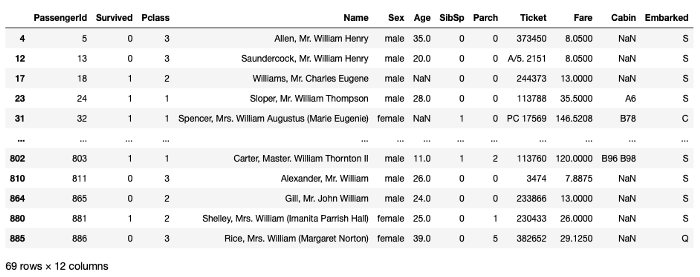 PassengerId Survived Pclass Name Sex Age SibSp Parch Ticket Fare Cabin Embarked
4 5 0 3 Allen, Mr. William Henry male 35.0 0 0 373450 8.0500 NaN S
12 13 0 3 Saundercock, Mr. William Henry male 20.0 0 0 A/5. 2151 8.0500 NaN S
17 18 1 2 Williams, Mr. Charles Eugene male NaN 0 0 244373 13.0000 NaN S
23 24 1 1 Sloper, Mr. William Thompson male 28.0 0 0 113788 35.5000 A6 S
31 32 1 1 Spencer, Mrs. William Augustus (Marie Eugenie) female NaN 1 0 PC 17569 146.5208 B78 C
... ... ... ... ... ... ... ... ... ... ... ... ...
802 803 1 1 Carter, Master. William Thornton II male 11.0 1 2 113760 120.0000 B96 B98 S
810 811 0 3 Alexander, Mr. William male 26.0 0 0 3474 7.8875 NaN S
864 865 0 2 Gill, Mr. John William male 24.0 0 0 233866 13.0000 NaN S
880 881 1 2 Shelley, Mrs. William (Imanita Parrish Hall) female 25.0 0 1 230433 26.0000 NaN S
885 886 0 3 Rice, Mrs. William (Margaret Norton) female 39.0 0 5 382652 29.1250 NaN Q
69 rows × 12 columns